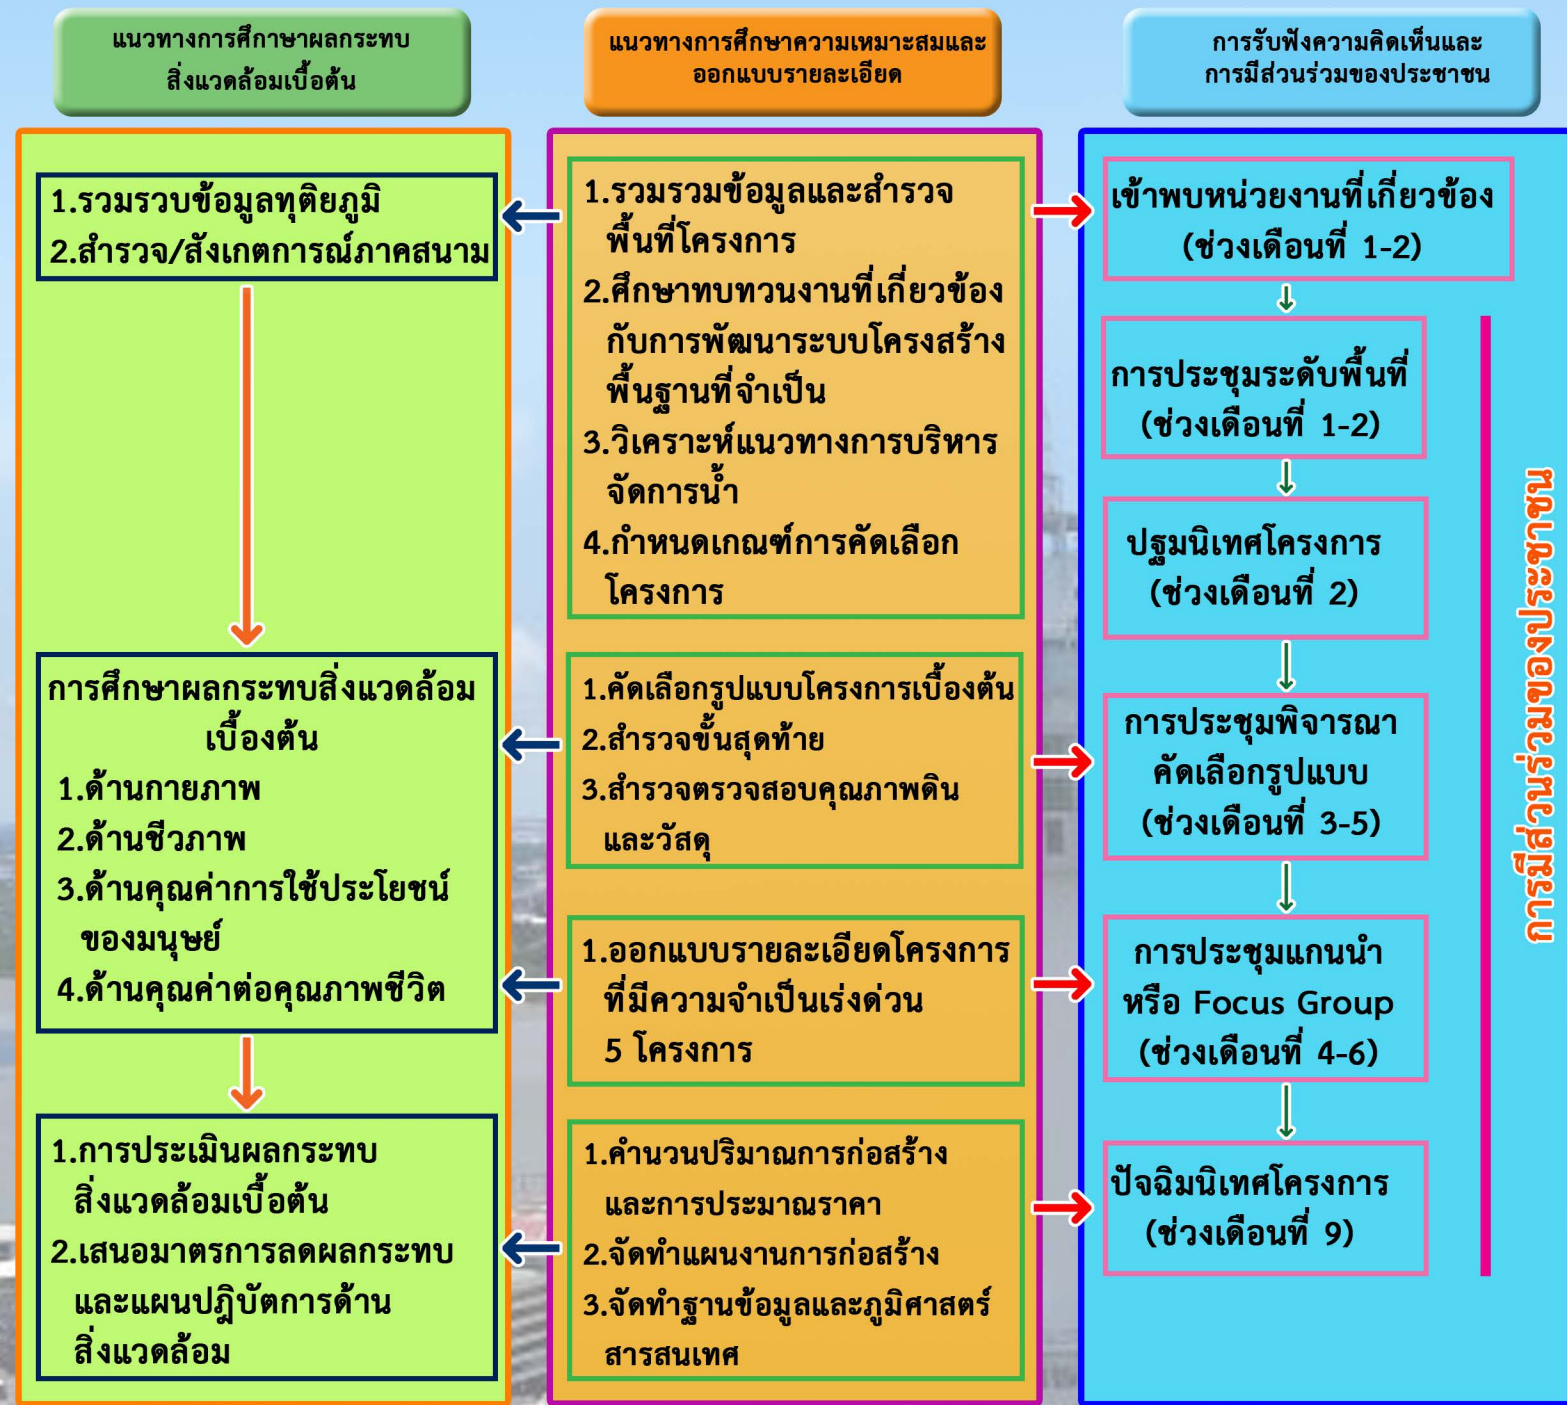 แนวทางการศึกาษาผลกระทบ
สิ่งแวดล้อมเบื้อต้น
แนวทางการศึกษาความเหมาะสมและ
ออกแบบรายละเอียด
การรับฟังความคิดเห็นและ
การมีส่วนร่วมของประชาชน
1.รวมรวบข้อมูลทุติยภูมิ
2.สำรวจ/สังเกตการณ์ภาคสนาม
การศึกษาผลกระทบสิ่งแวดล้อม
เบื้องต้น
1.ด้านกายภาพ
2.ด้านชีวภาพ
3.ด้านคุณค่าการใช้ประโยชน์
ของมนุษย์
4.ด้านคุณค่าต่อคุณภาพชีวิต
1.การประเมินผลกระทบ
สิ่งแวดล้อมเบื้อต้น
2.เสนอมาตรการลดผลกระทบ
และแผนปฎิบัตการด้าน
สิ่งแวดล้อม
1.รวมรวมข้อมูลและสำรวจ
พื้นที่โครงการ
2.ศึกษาทบทวนงานที่เกี่ยวข้อง
กับการพัฒนาระบบโครงสร้าง
พื้นฐานที่จำเป็น
3.วิเคราะห์แนวทางการบริหาร
จัดการน้ำ
4.กำหนดเกณฑ์การคัดเลือก
โครงการ
1.คัดเลือกรูปแบบโครงการเบื้องต้น
2.สำรวจขั้นสุดท้าย
3.สำรวจตรวจสอบคุณภาพดิน
และวัสดุ
1.ออกแบบรายละเอียดโครงการ
ที่มีความจำเป็นเร่งด่วน
5 โครงการ
1.คำนวนปริมาณการก่อสร้าง
และการประมาณราคา
2.จัดทำแผนงานการก่อสร้าง
3.จัดทำฐานข้อมูลและภูมิศาสตร์
สารสนเทศ
เข้าพบหน่วยงานที่เกี่ยวข้อง
(ช่วงเดือนที่ 1-2)
การประชุมระดับพื้นที่
(ช่วงเดือนที่ 1-2)
ปฐมนิเทศโครงการ
(ช่วงเดือนที่ 2)
การประชุมพิจารณา
คัดเลือกรูปแบบ
(ช่วงเดือนที่ 3-5)
การประชุมแกนนำ
หรือ Focus Group
(ช่วงเดือนที่ 4-6)
ปัจฉิมนิเทศโครงการ
(ช่วงเดือนที่ 9)
การมีส่วนร่วมของประชาชน